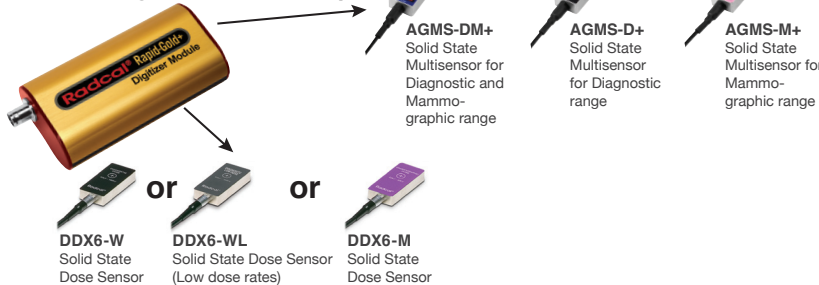 Radcal® Rapid-Gold+
Digitizer Module
AGMS-DM+
Solid State
Multisensor for
Diagnostic and
Mammo-
graphic range
AGMS-D+
Solid State
Multisensor
for Diagnostic
range
AGMS-M+
Solid State
Multisensor for
Mammo-
graphic range
or
or
DDX6-W
Solid State
Dose Sensor
DDX6-WL
Solid State Dose Sensor
(Low dose rates)
DDX6-M
Solid State
Dose Sensor